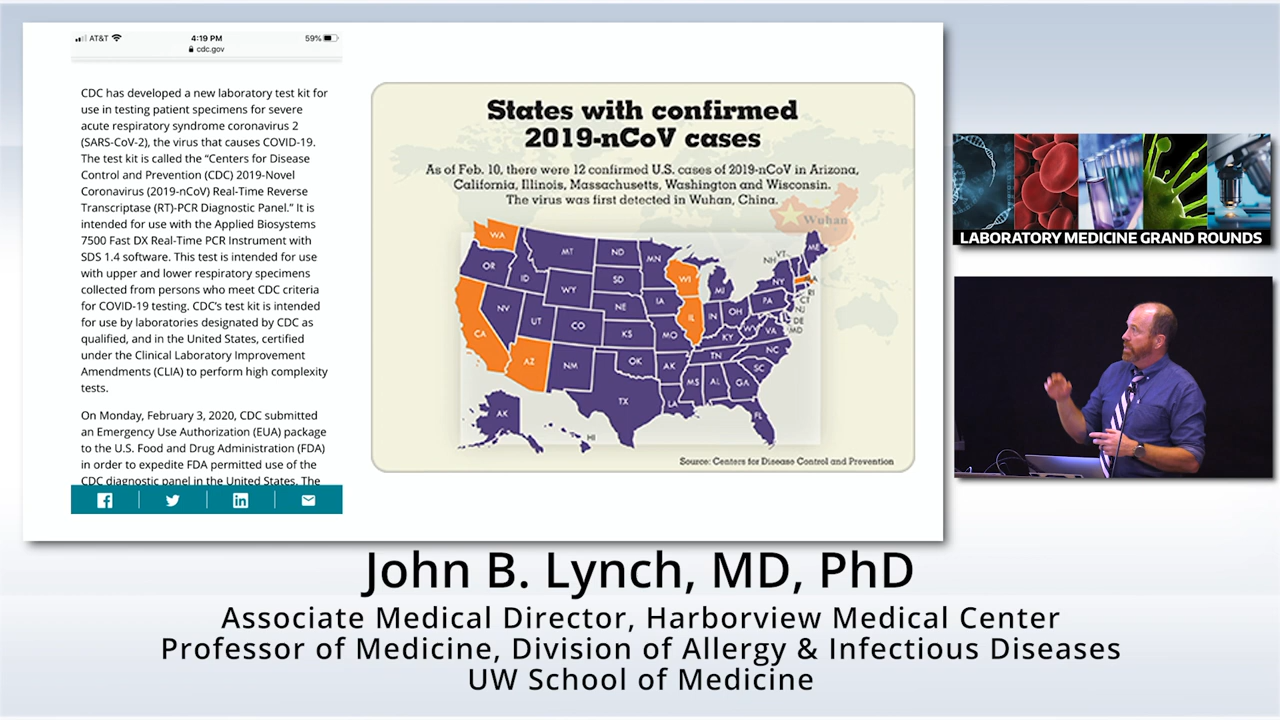 AT&T 4:19 PM 59%
cdc.gov
CDC has developed a new laboratory test kit for
use in testing patient specimens for severe
acute respiratory syndrome coronavirus 2
(SARS-CoV-2), the virus that causes COVID-19.
The test kit is called the “Centers for Disease
Control and Prevention (CDC) 2019-Novel
Coronavirus (2019-nCoV) Real-Time Reverse
Transcriptase (RT)-PCR Diagnostic Panel.” It is
intended for use with the Applied Biosystems
7500 Fast DX Real-Time PCR Instrument with
SDS 1.4 software. This test is intended for use
with upper and lower respiratory specimens
collected from persons who meet CDC criteria
for COVID-19 testing. CDC’s test kit is intended
for use by laboratories designated by CDC as
qualified, and in the United States, certified
under the Clinical Laboratory Improvement
Amendments (CLIA) to perform high complexity
tests.
On Monday, February 3, 2020, CDC submitted
an Emergency Use Authorization (EUA) package
to the U.S. Food and Drug Administration (FDA)
in order to expedite FDA permitted use of the
CDC diagnostic panel in the United States. The
States with confirmed
2019-nCoV cases
As of Feb. 10, there were 12 confirmed U.S. cases of 2019-nCoV in Arizona,
California, Illinois, Massachusetts, Washington and Wisconsin.
The virus was first detected in Wuhan, China.
Wuhan
WA
OR
CA
NV
ID
MT
WY
UT
AZ
CO
NM
ND
SD
NE
KS
OK
TX
MN
IA
MO
AK
LA
WI
IL
MI
IN
OH
KY
TN
MS
AL
GA
FL
SC
NC
VA
WV
PA
NY
VT
NH
ME
RI
CT
NJ
DE
MD
AK
HI
Source: Centers for Disease Control and Prevention
LABORATORY MEDICINE GRAND ROUNDS
John B. Lynch, MD, PhD
Associate Medical Director, Harborview Medical Center
Professor of Medicine, Division of Allergy & Infectious Diseases
UW School of Medicine